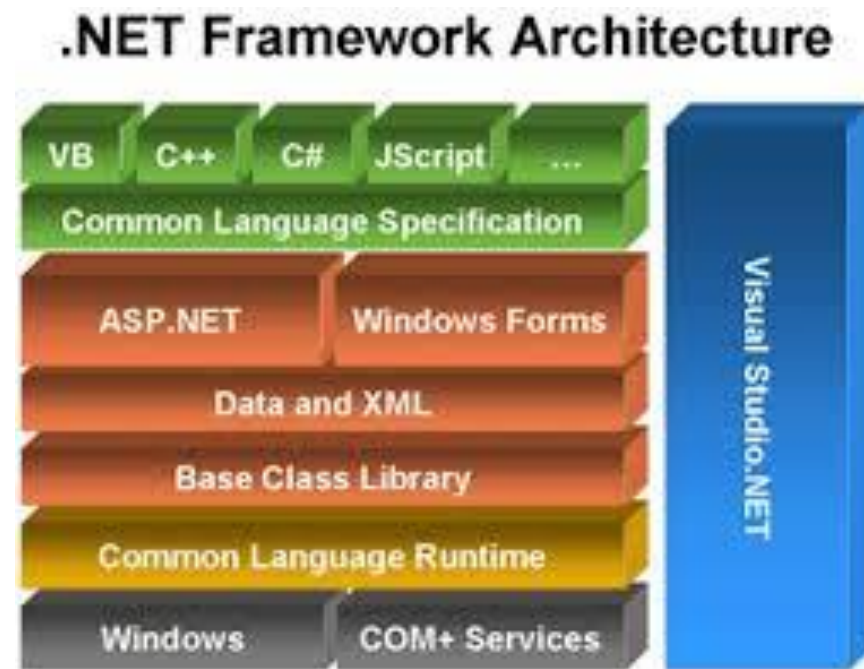 .NET Framework Architecture
VB C++ C# JScript ...
Common Language Specification
ASP.NET Windows Forms
Data and XML
Base Class Library
Common Language Runtime
Windows COM+ Services
Visual Studio.NET